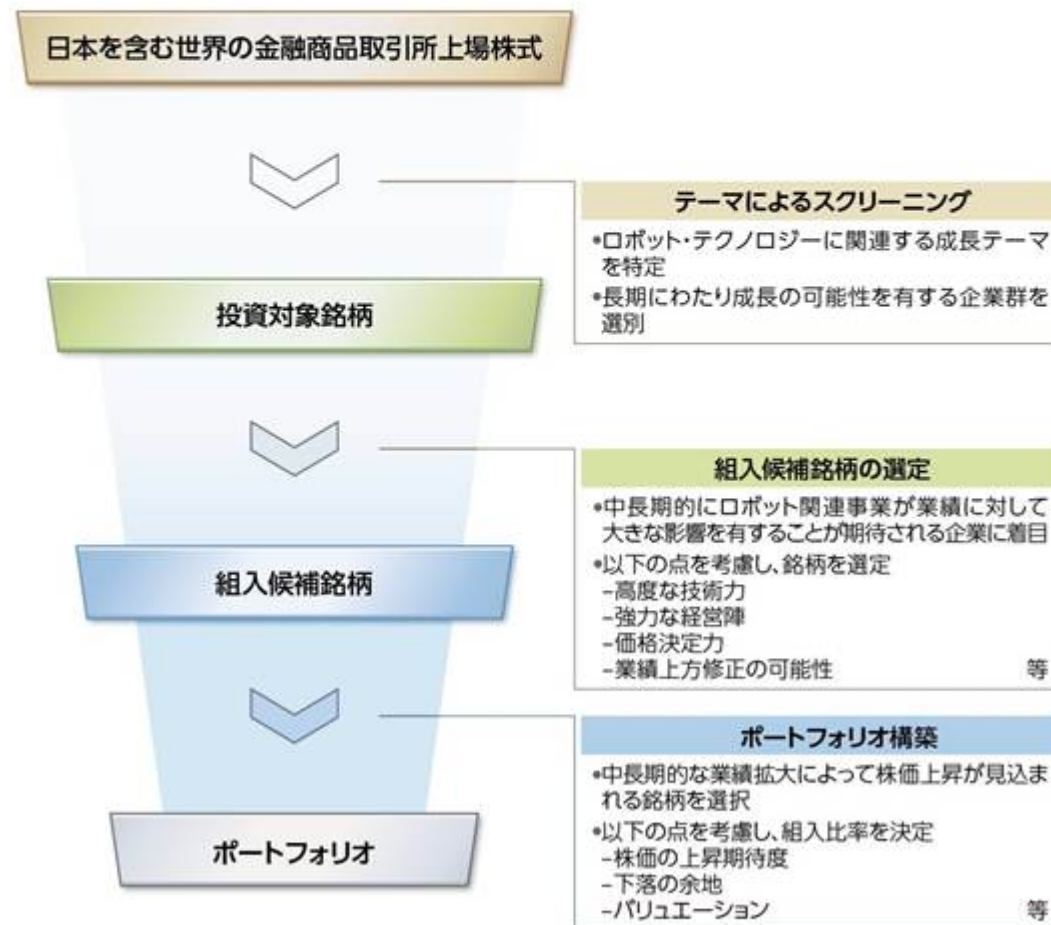 日本を含む世界の金融商品取引所上場株式
テーマによるスクリーニング
•ロボット・テクノロジーに関連する成長テーマ
を特定
•長期にわたり成長の可能性を有する企業群を
選別
投資対象銘柄
組入候補銘柄の選定
•中長期的にロボット関連事業が業績に対して
大きな影響を有することが期待される企業に着目
•以下の点を考慮し、銘柄を選定
−高度な技術力
−強力な経営陣
−価格決定力
−業績上方修正の可能性 等
組入候補銘柄
ポートフォリオ構築
•中長期的な業績拡大によって株価上昇が見込ま
れる銘柄を選択
•以下の点を考慮し、組入比率を決定
−株価の上昇期待度
−下落の余地
−バリュエーション 等
ポートフォリオ